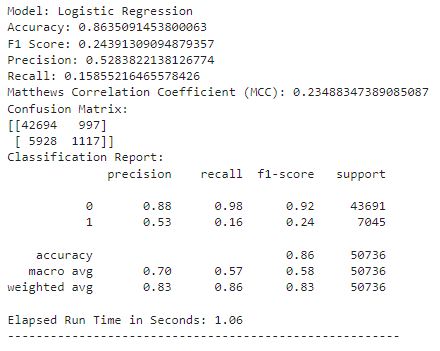 Model: Logistic Regression
Accuracy: 0.8635091453800063
F1 Score: 0.24391309094879357
Precision: 0.5283822138126774
Recall: 0.15855216465578426
Matthews Correlation Coefficient (MCC): 0.23488347389085087
Confusion Matrix:
[[42694   997]
 [ 5928  1117]]
Classification Report:
              precision    recall  f1-score   support

           0       0.88      0.98      0.92     43691
           1       0.53      0.16      0.24      7045

    accuracy                           0.86     50736
   macro avg       0.70      0.57      0.58     50736
weighted avg       0.83      0.86      0.83     50736

Elapsed Run Time in Seconds: 1.06
--------------------------------------------------------